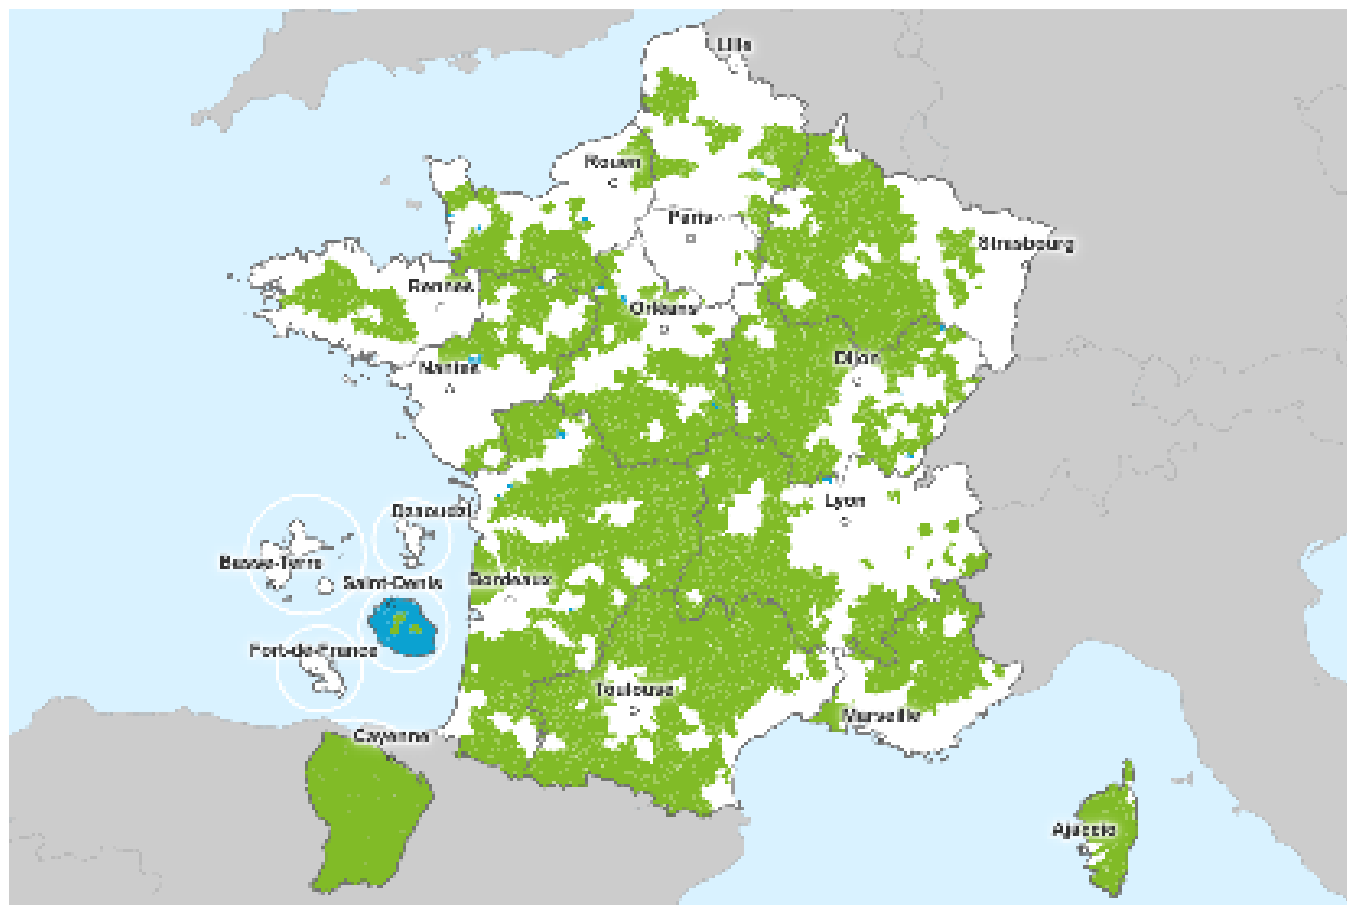 Lille
Rouen
Paris
Strasbourg
Rennes
Orléans
Nantes
Dijon
Lyon
Dzaoudzi
Basse-Terre
Saint-Denis
Bordeaux
Fort-de-France
Toulouse
Marseille
Cayenne
Ajaccio